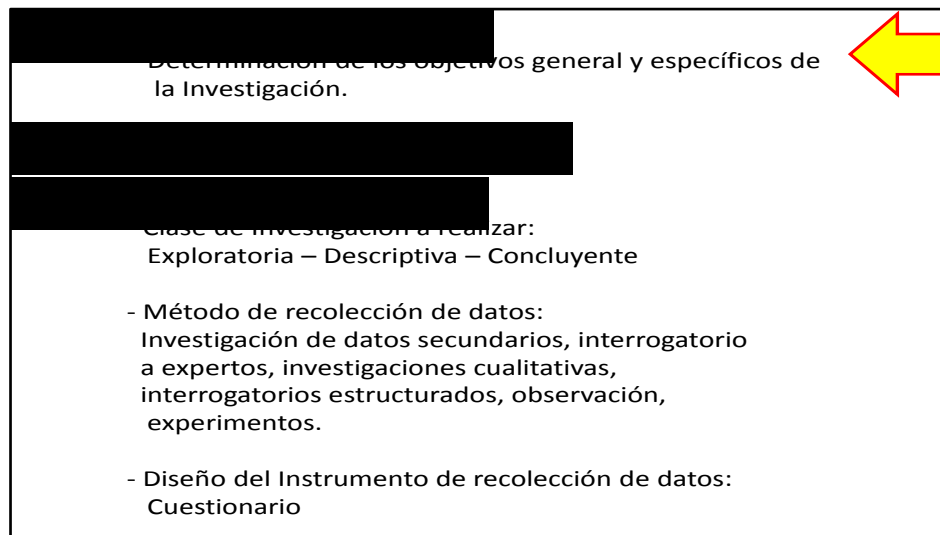 Determinación de los objetivos general y específicos de
la Investigación.
Clase de Investigación a realizar:
Exploratoria – Descriptiva – Concluyente
- Método de recolección de datos:
Investigación de datos secundarios, interrogatorio
a expertos, investigaciones cualitativas,
interrogatorios estructurados, observación,
experimentos.
- Diseño del Instrumento de recolección de datos:
Cuestionario